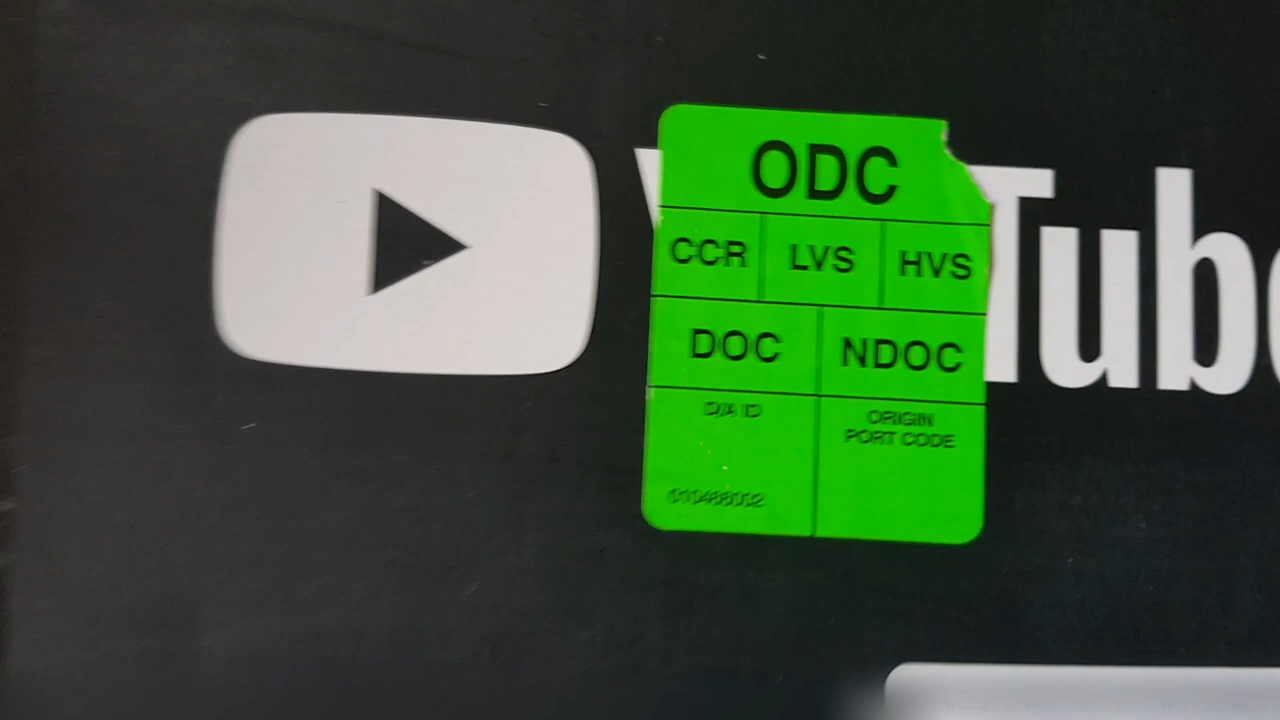 Tube
ODC
CCR LVS HVS
DOC NDOC
D/A ID
ORIGIN
PORT CODE